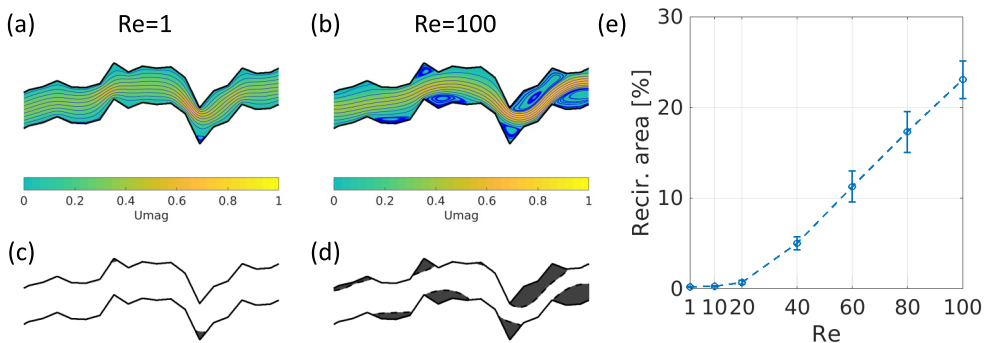 (a) Re=1 (b) Re=100 (e)
0 0.2 0.4 0.6 0.8 1 0 0.2 0.4 0.6 0.8 1
Umag Umag
(c) (d)
Recir. area [%]
30
20
10
0
1 10 20 40 60 80 100
Re